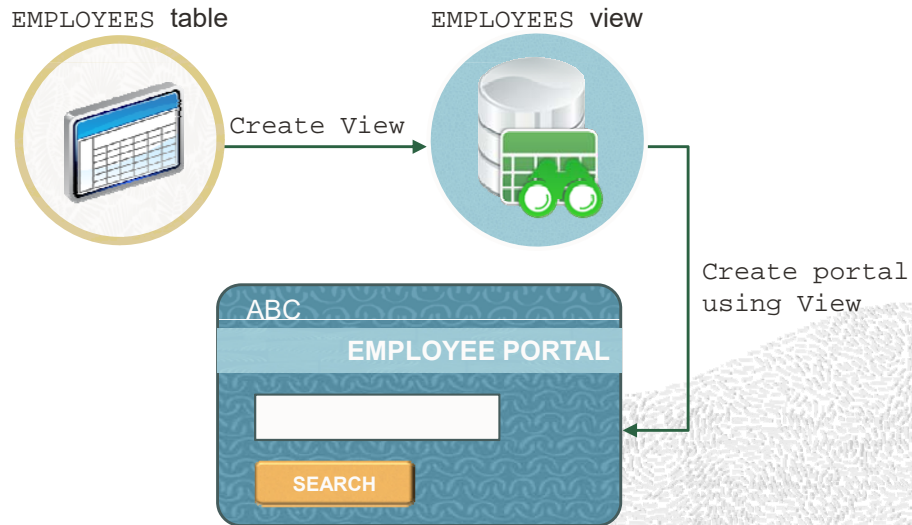 EMPLOYEES table
EMPLOYEES view
Create View
Create portal
using View
ABC
EMPLOYEE PORTAL
SEARCH